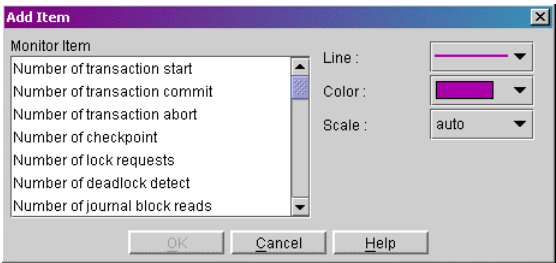 Add Item
Monitor Item
Number of transaction start
Number of transaction commit
Number of transaction abort
Number of checkpoint
Number of lock requests
Number of deadlock detect
Number of journal block reads
Line :
Color :
Scale : auto
OK Cancel Help